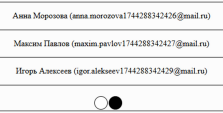 Анна Морозова (anna.morozova1744288342426@mail.ru)
Максим Павлов (maxim.pavlov1744288342427@mail.ru)
Игорь Алексеев (igor.alekseev1744288342429@mail.ru)